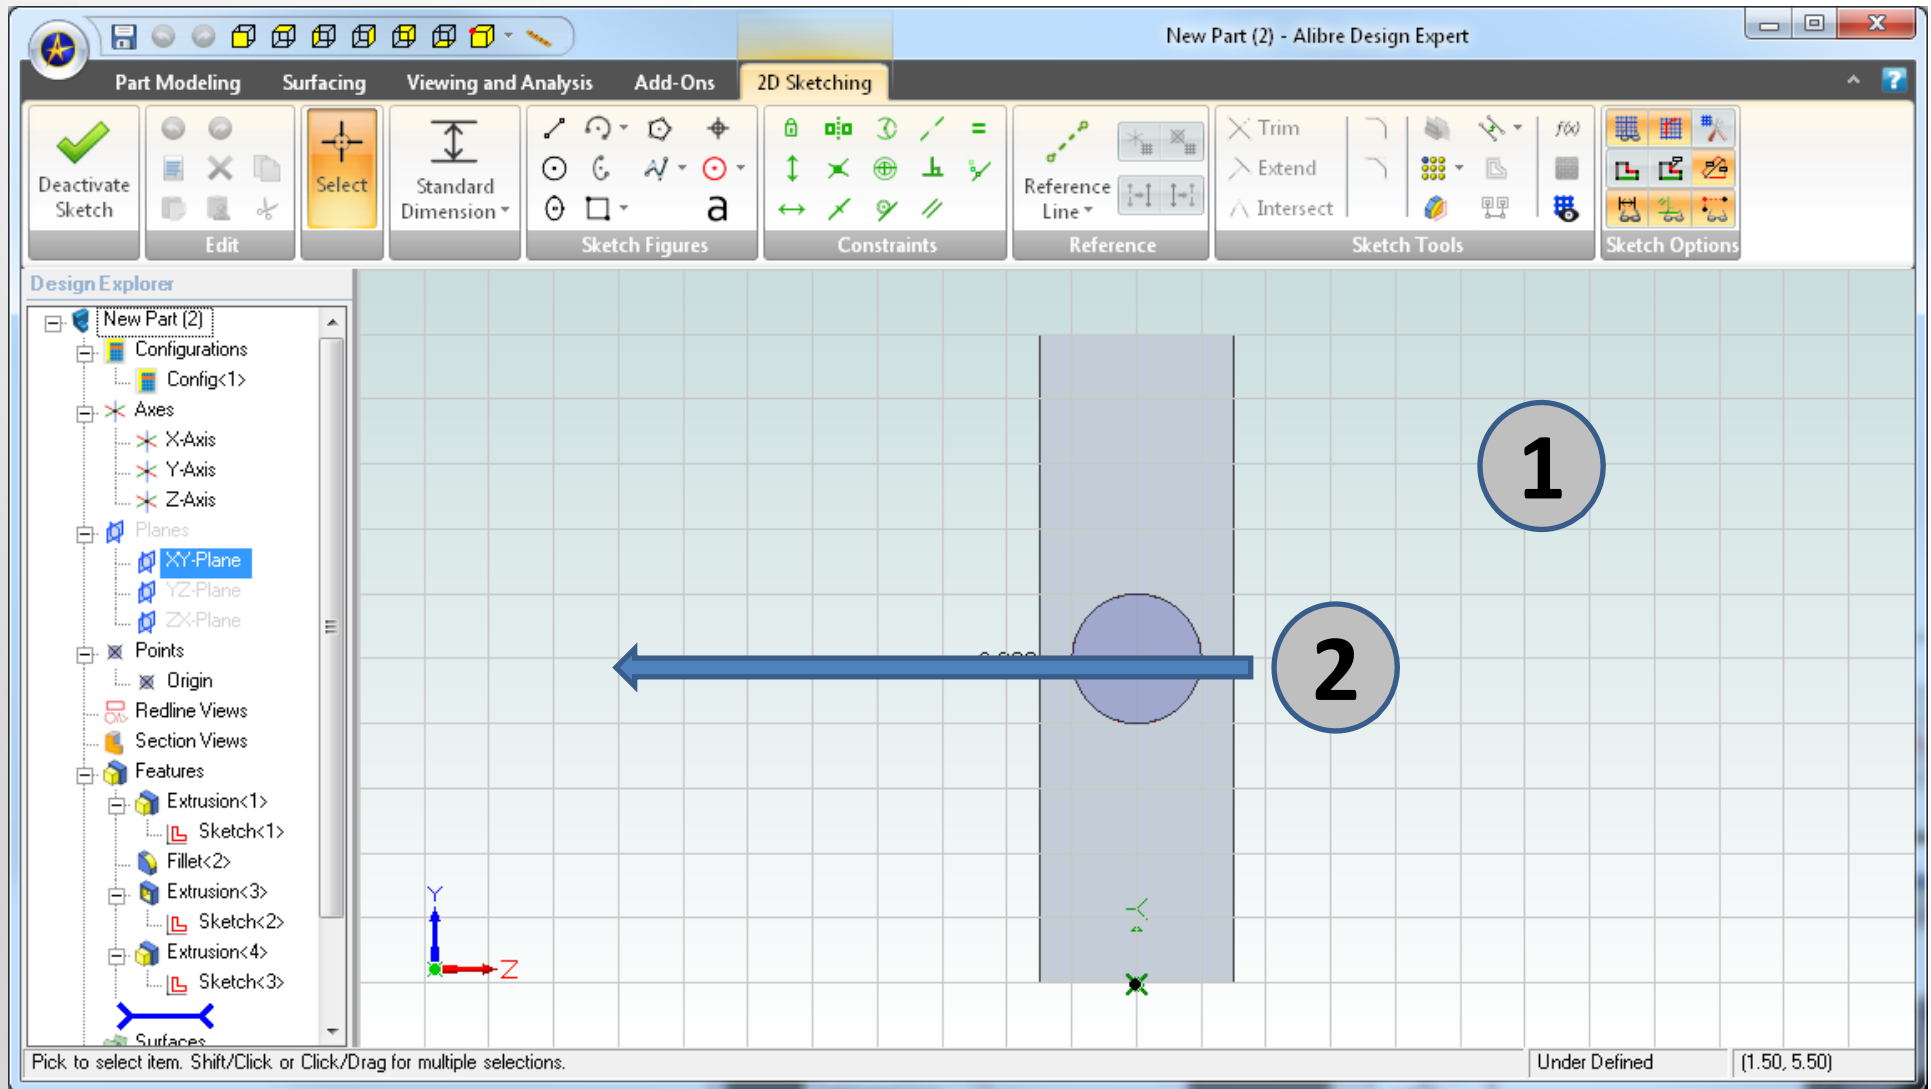 New Part (2) - Alibre Design Expert
Part Modeling Surfacing Viewing and Analysis Add-Ons 2D Sketching
Deactivate Sketch
Edit
Select
Standard Dimension
a
Sketch Figures
Constraints
Reference Line
Reference
Trim
Extend
Intersect
f(x)
Sketch Tools
Sketch Options
Design Explorer
New Part (2)
Configurations
Config<1>
Axes
X-Axis
Y-Axis
Z-Axis
Planes
XY-Plane
YZ-Plane
ZX-Plane
Points
Origin
Redline Views
Section Views
Features
Extrusion<1>
Sketch<1>
Fillet<2>
Extrusion<3>
Sketch<2>
Extrusion<4>
Sketch<3>
Surfaces
1
2
Y
Z
Pick to select item. Shift/Click or Click/Drag for multiple selections.
Under Defined
(1.50, 5.50)